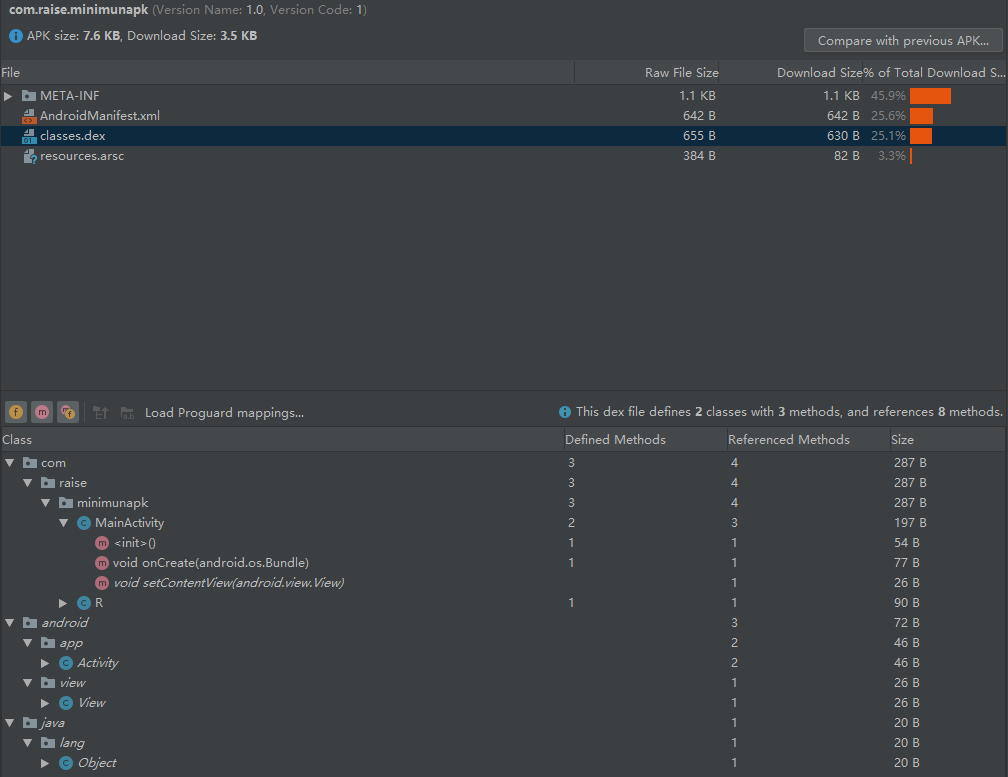 com.raise.minimunapk (Version Name: 1.0, Version Code: 1)
APK size: 7.6 KB, Download Size: 3.5 KB
Compare with previous APK...
File Raw File Size Download Size % of Total Download S...
META-INF 1.1 KB 1.1 KB 45.9%
AndroidManifest.xml 642 B 642 B 25.6%
classes.dex 655 B 630 B 25.1%
resources.arsc 384 B 82 B 3.3%
Load Proguard mappings... This dex file defines 2 classes with 3 methods, and references 8 methods.
Class Defined Methods Referenced Methods Size
com 3 4 287 B
raise 3 4 287 B
minimunapk 3 4 287 B
MainActivity 2 3 197 B
<init>() 1 1 54 B
void onCreate(android.os.Bundle) 1 1 77 B
void setContentView(android.view.View) 1 26 B
R 1 1 90 B
android 3 72 B
app 2 46 B
Activity 2 46 B
view 1 26 B
View 1 26 B
java 1 20 B
lang 1 20 B
Object 1 20 B